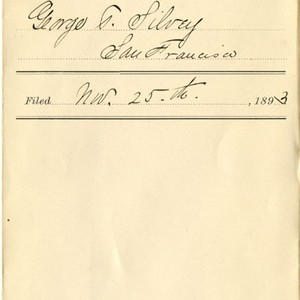 George T. Silvey
San Francisco
Filed Nov. 25.th. , 1893